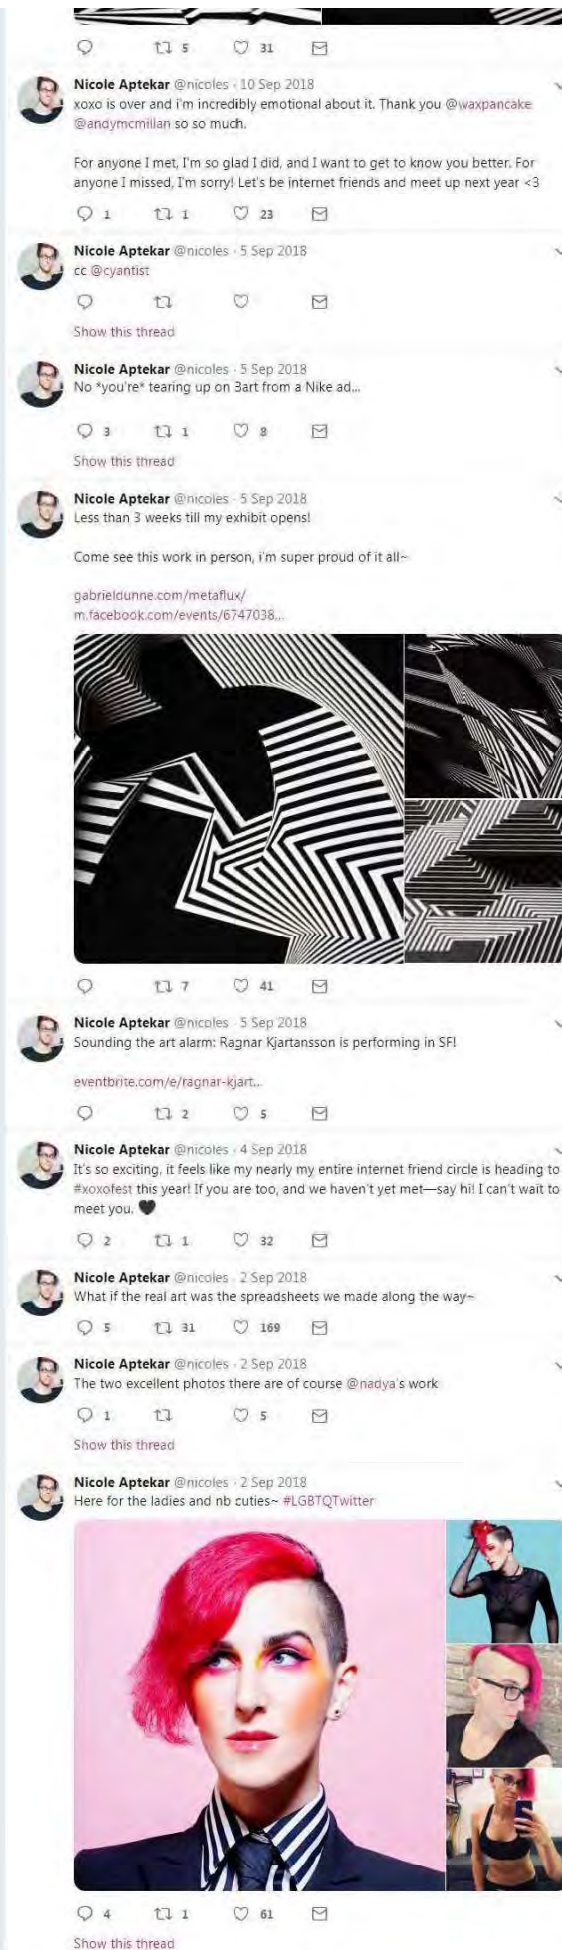 5 31
Nicole Aptekar @nicoles · 10 Sep 2018
xoxo is over and i'm incredibly emotional about it. Thank you @waxpancake
@andymcmillan so so much.
For anyone I met, I'm so glad I did, and I want to get to know you better. For
anyone I missed, I'm sorry! Let's be internet friends and meet up next year <3
1 1 23
Nicole Aptekar @nicoles · 5 Sep 2018
cc @cyantist
Show this thread
Nicole Aptekar @nicoles · 5 Sep 2018
No *you're* tearing up on Bart from a Nike ad...
3 1 8
Show this thread
Nicole Aptekar @nicoles · 5 Sep 2018
Less than 3 weeks till my exhibit opens!
Come see this work in person, i'm super proud of it all~
gabrieldunne.com/metaflux/
m.facebook.com/events/6747038...
7 41
Nicole Aptekar @nicoles · 5 Sep 2018
Sounding the art alarm: Ragnar Kjartansson is performing in SF!
eventbrite.com/e/ragnar-kjart...
2 5
Nicole Aptekar @nicoles · 4 Sep 2018
It's so exciting, it feels like my nearly my entire internet friend circle is heading to
#xoxofest this year! If you are too, and we haven't yet met—say hi! I can't wait to
meet you. 🖤
2 1 32
Nicole Aptekar @nicoles · 2 Sep 2018
What if the real art was the spreadsheets we made along the way~
5 31 169
Nicole Aptekar @nicoles · 2 Sep 2018
The two excellent photos there are of course @nadya's work
1 5
Show this thread
Nicole Aptekar @nicoles · 2 Sep 2018
Here for the ladies and nb cuties~ #LGBTQTwitter
4 1 61
Show this thread